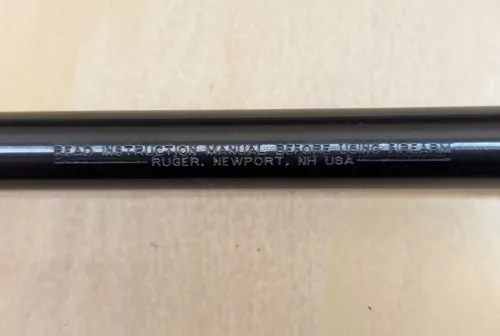 READ INSTRUCTION MANUAL BEFORE USING FIREARM
RUGER, NEWPORT, NH USA